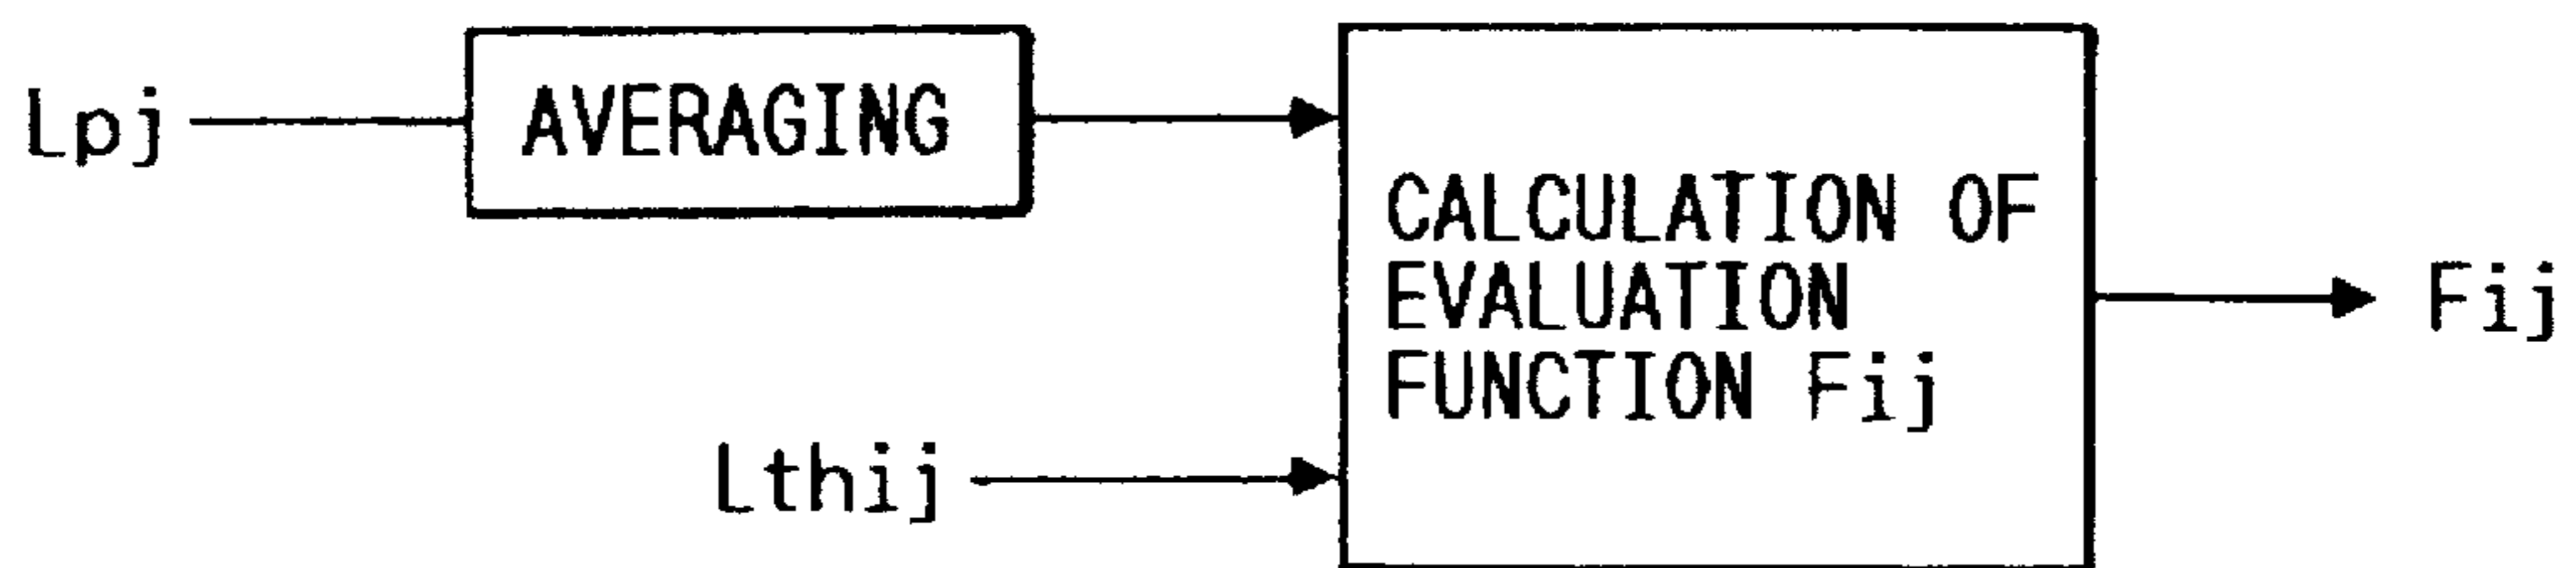 Lpj
AVERAGING
CALCULATION OF
EVALUATION
FUNCTION Fij
Lthij
Fij